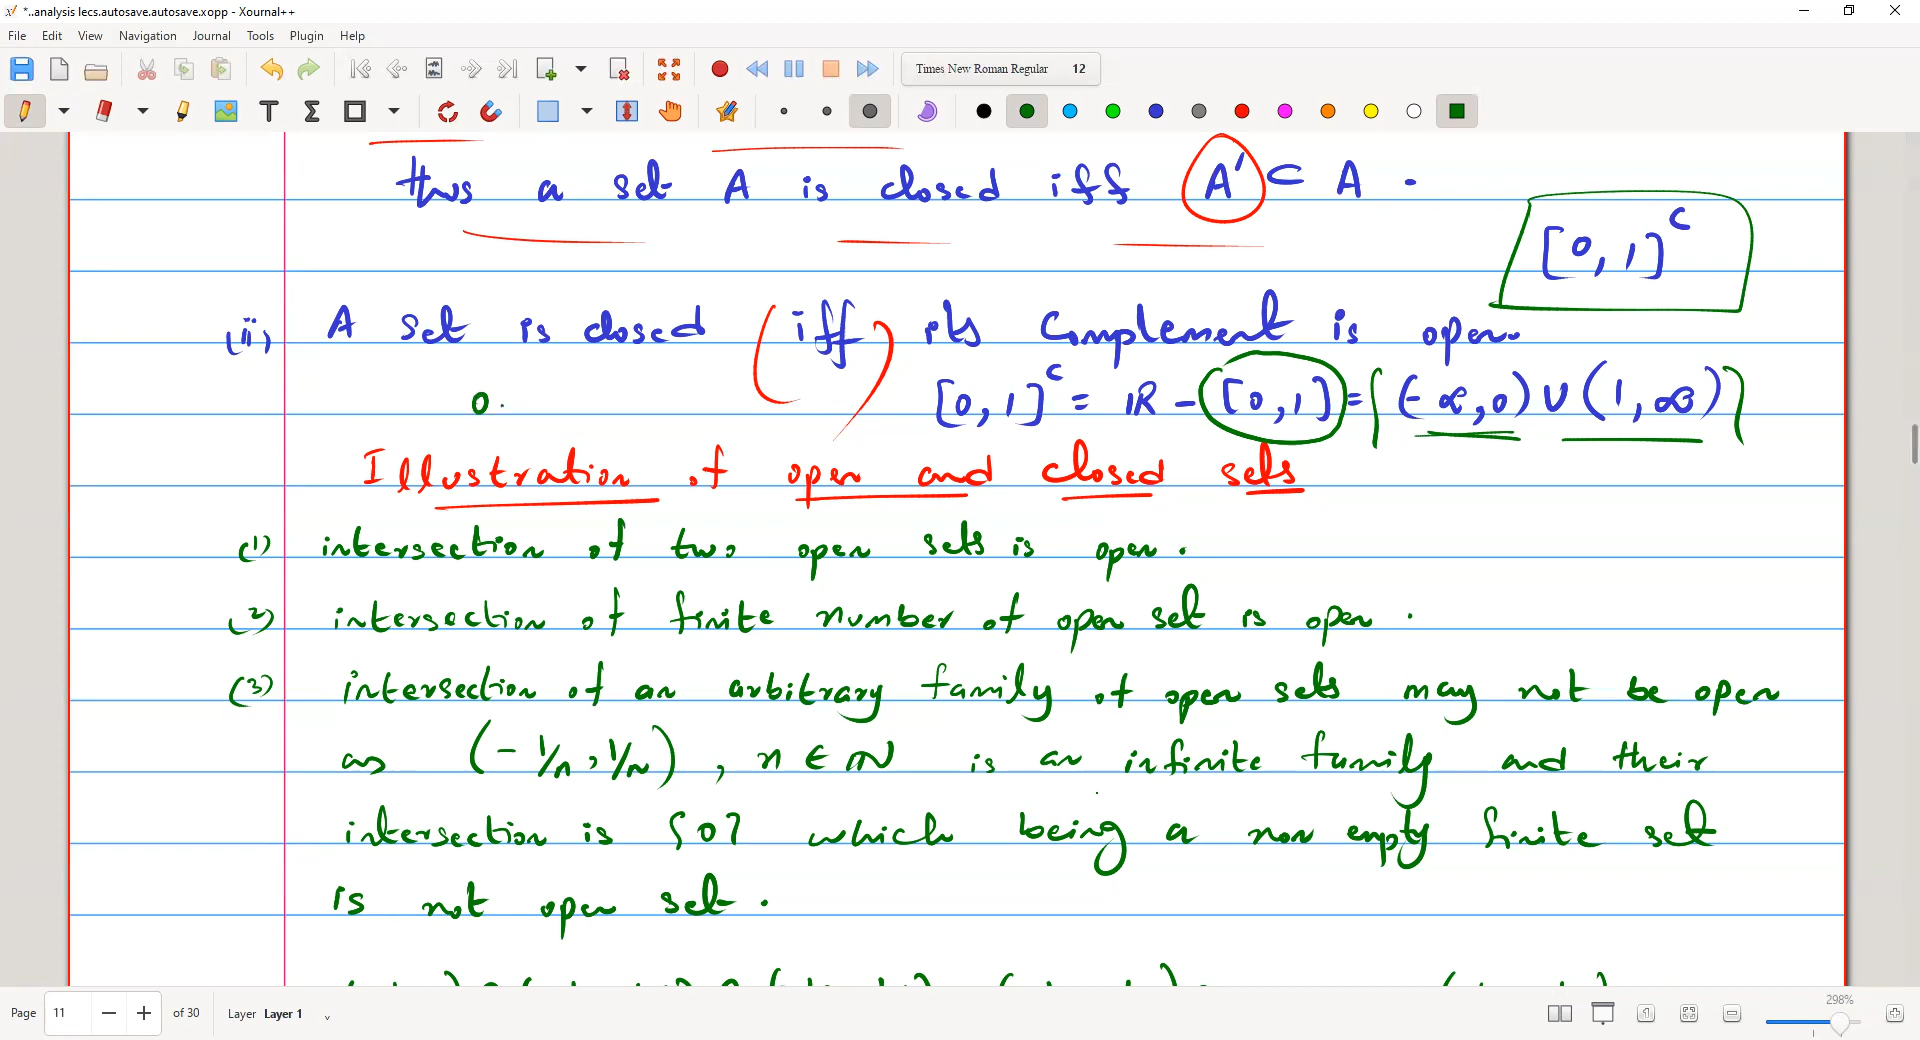 *..analysis lecs.autosave.autosave.xopp - Xournal++
File Edit View Navigation Journal Tools Plugin Help
Times New Roman Regular 12
thus a set A is closed iff A' ⊂ A .
[0,1]ᶜ
(ii) A set is closed iff its complement is open.
0.
[0,1]ᶜ = IR - [0,1] = (-∞,0) ∪ (1,∞)
Illustration of open and closed sets
(1) intersection of two open sets is open.
(2) intersection of finite number of open set is open.
(3) intersection of an arbitrary family of open sets may not be open
as (-1/n, 1/n), n ∈ N is an infinite family and their
intersection is {0} which being a non empty finite set
is not open set.
Page 11 of 30 Layer Layer 1
298%